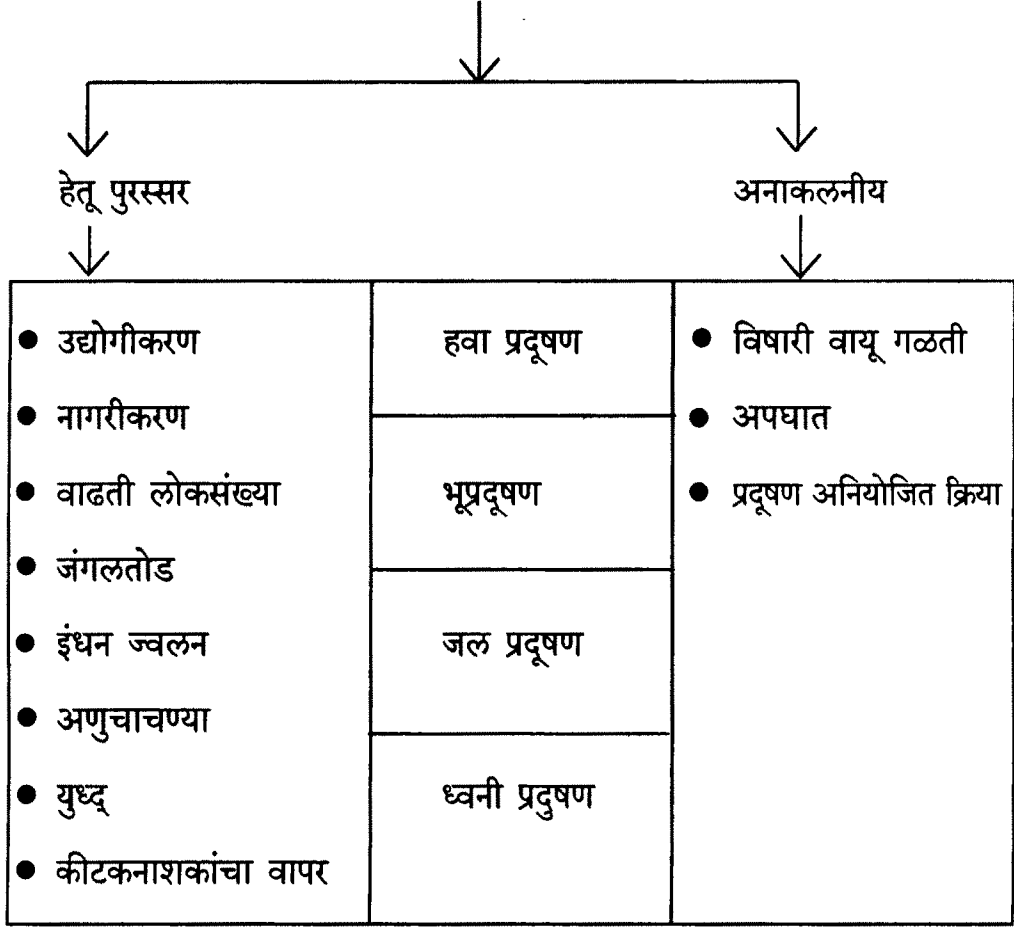 हेतू पुरस्सर
अनाकलनीय
● उद्योगीकरण
● नागरीकरण
● वाढती लोकसंख्या
● जंगलतोड
● इंधन ज्वलन
● अणुचाचण्या
● युध्द्
● कीटकनाशकांचा वापर
हवा प्रदूषण
भूप्रदूषण
जल प्रदूषण
ध्वनी प्रदुषण
● विषारी वायू गळती
● अपघात
● प्रदूषण अनियोजित क्रिया